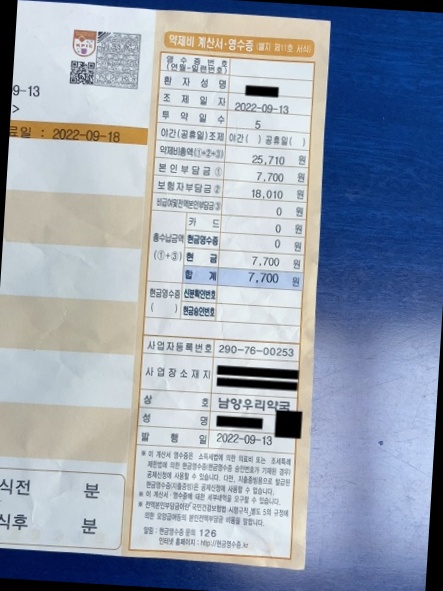 9-13
>
료일 : 2022-09-18
식전 분
식후 분
약제비 계산서·영수증 (별지 제11호 서식)
영수증번호
(연월-일련번호)
환자성명
조제일자 2022-09-13
투약일수 5
야간(공휴일)조제 야간( ) 공휴일( )
약제비총액(①+②+③) 25,710 원
본인부담금① 7,700 원
보험자부담금② 18,010 원
비급여및전액본인부담금③ 0 원
총수납금액 (①+③)
카드 0 원
현금영수증 0 원
현금 7,700 원
합계 7,700 원
현금영수증 ( )
신분확인번호
현금승인번호
사업자등록번호 290-76-00253
사업장소재지
상호 남양우리약국
성명
발행일 2022-09-13
* 이 계산서·영수증은 소득세법에 의한 의료비 또는 조세특례
제한법에 의한 현금영수증(현금영수증 승인번호가 기재된 경우)
공제신청에 사용할 수 있습니다. 다만, 지출증빙용으로 발급된
현금영수증(지출증빙)은 공제신청에 사용할 수 없습니다.
* 이 계산서·영수증에 대한 세부내역을 요구할 수 있습니다.
* 전액본인부담금이란 국민건강보험법 시행규칙 별도 5의 규정에
의한 요양급여등의 본인전액부담금 비용을 말합니다.
알림 : 현금영수증 문의 126
인터넷 홈페이지 : http://현금영수증.kr